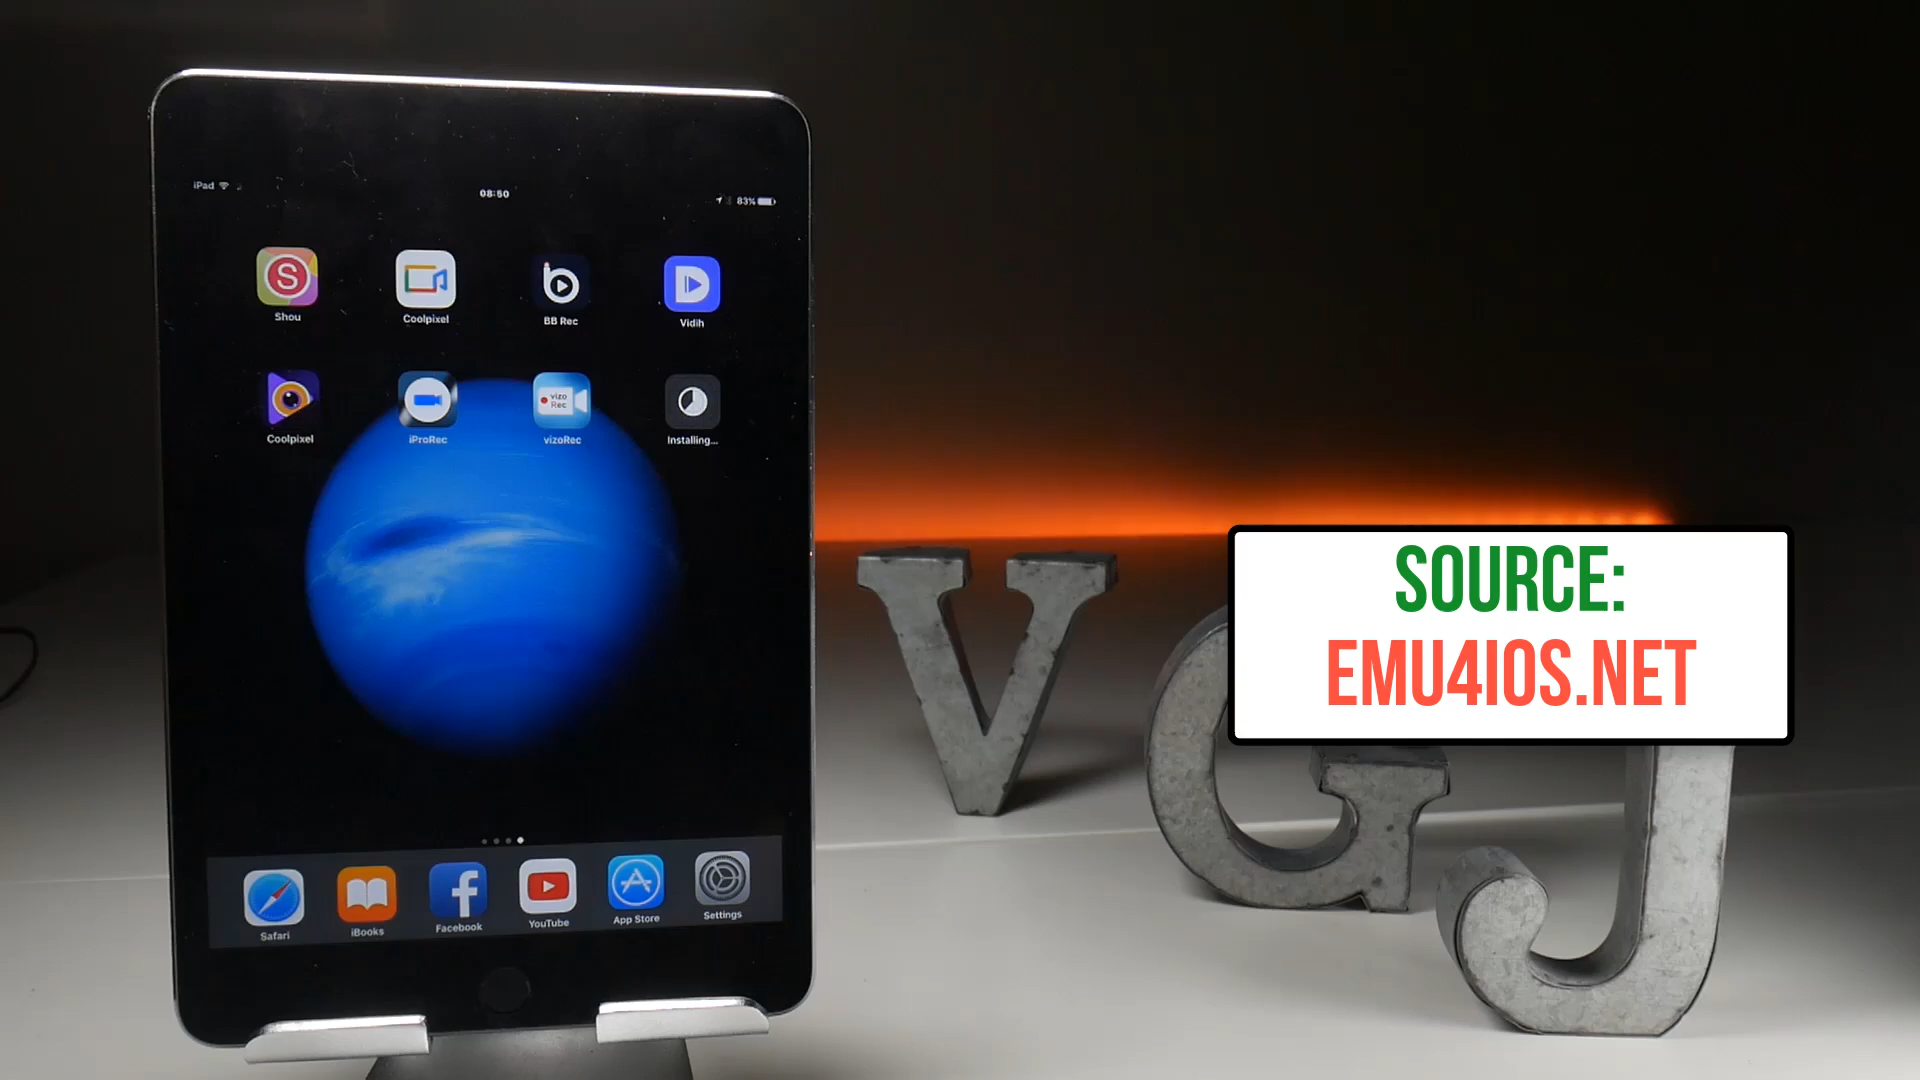 iPad
08:50
83%
S
Shou
Coolpixel
b
BB Rec
D
Vidih
Coolpixel
iProRec
vizo
Rec
vizoRec
Installing...
f
Safari
iBooks
Facebook
YouTube
App Store
Settings
VGJ
SOURCE:
EMU4IOS.NET